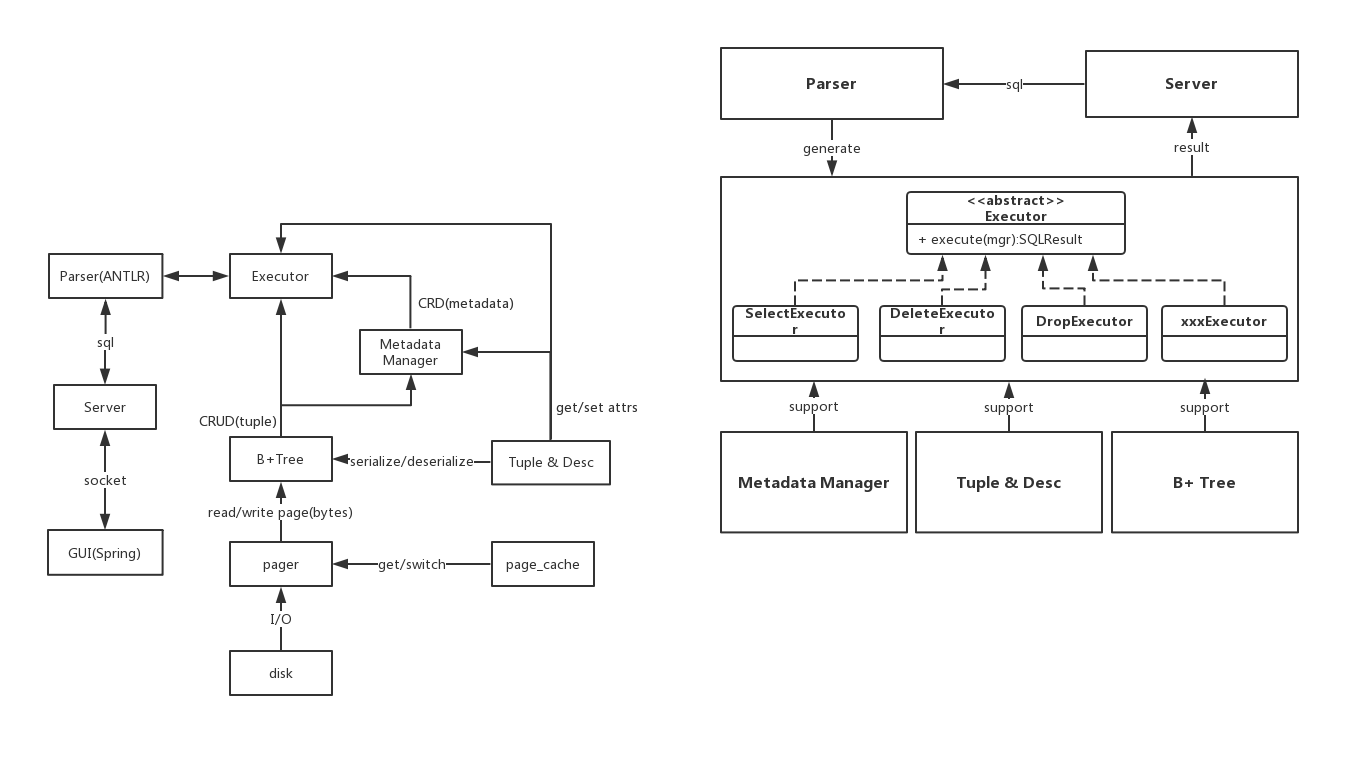 Parser(ANTLR)
Executor
CRD(metadata)
sql
Metadata
Manager
Server
get/set attrs
CRUD(tuple)
B+Tree
serialize/deserialize
Tuple & Desc
socket
read/write page(bytes)
GUI(Spring)
pager
get/switch
page_cache
I/O
disk
Parser
sql
Server
generate
result
<<abstract>>
Executor
+ execute(mgr):SQLResult
SelectExecuto
r
DeleteExecuto
r
DropExecutor
xxxExecutor
support
support
support
Metadata Manager
Tuple & Desc
B+ Tree